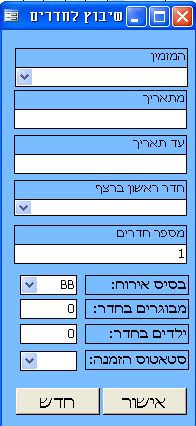 שיבוץ לחדרים
המזמין
מתאריך
עד תאריך
חדר ראשון ברצף
מספר חדרים
1
בסיס אירוח: BB
מבוגרים בחדר: 0
ילדים בחדר: 0
סטאטוס הזמנה:
אישור חדש